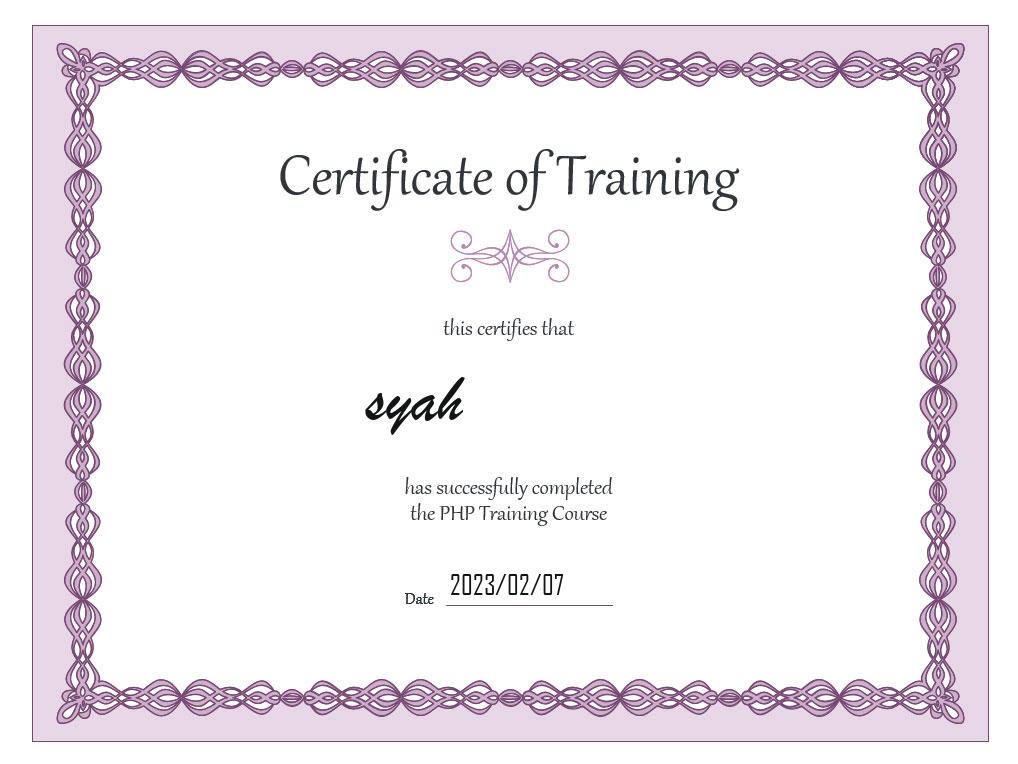 Certificate of Training
this certifies that
syah
has successfully completed
the PHP Training Course
Date 2023/02/07